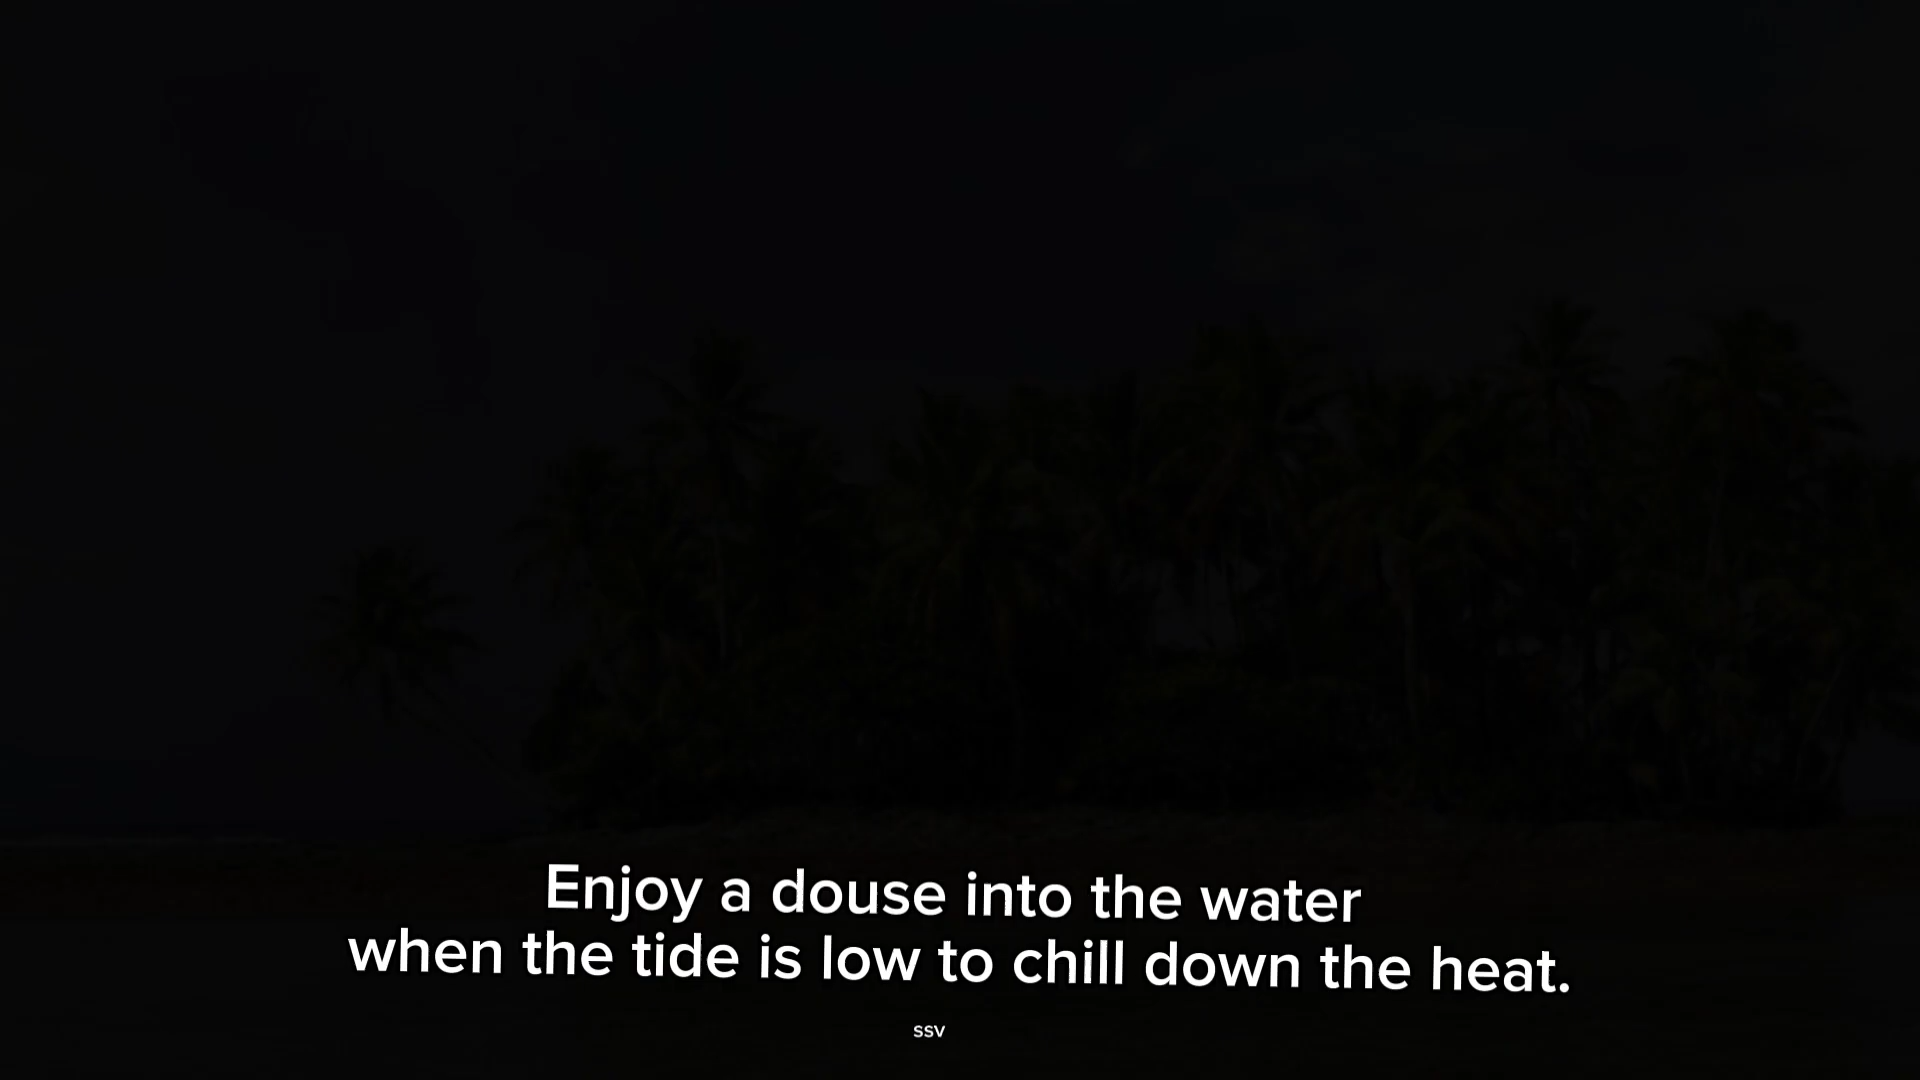 Enjoy a douse into the water
when the tide is low to chill down the heat.
ssv